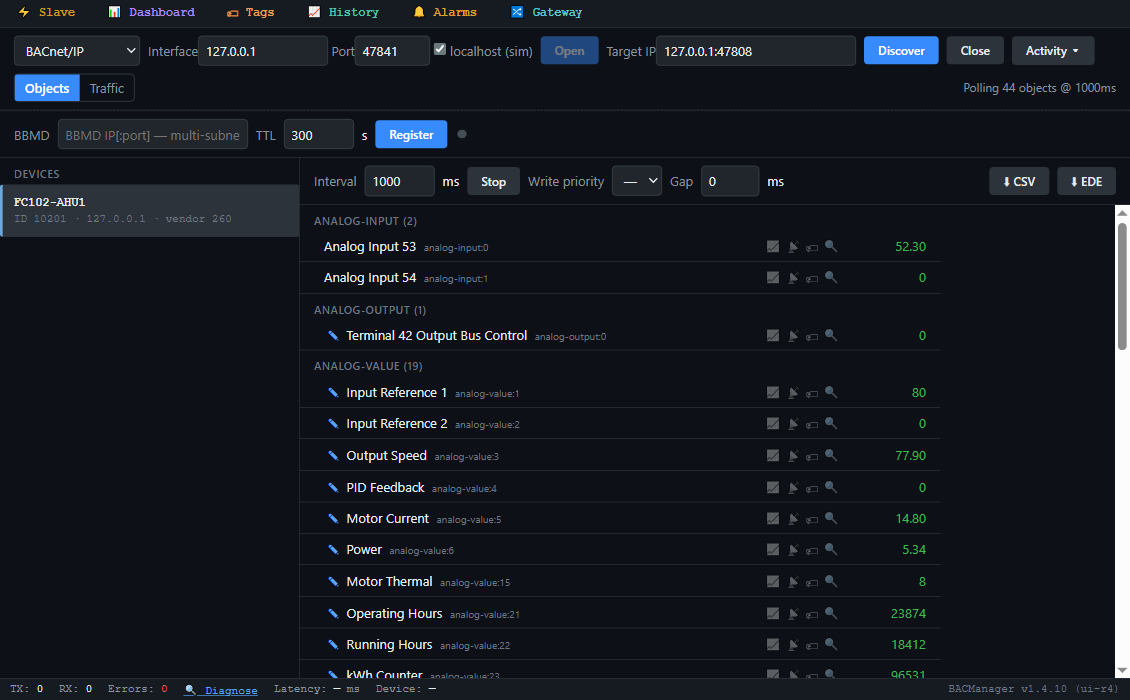 Slave Dashboard Tags History Alarms Gateway
BACnet/IP Interface 127.0.0.1 Port 47841 localhost (sim) Open Target IP 127.0.0.1:47808 Discover Close Activity
Objects Traffic Polling 44 objects @ 1000ms
BBMD BBMD IP[:port] — multi-subne TTL 300 s Register
DEVICES
FC102-AHU1
ID 10201 · 127.0.0.1 · vendor 260
Interval 1000 ms Stop Write priority — Gap 0 ms CSV EDE
ANALOG-INPUT (2)
Analog Input 53 analog-input:0 52.30
Analog Input 54 analog-input:1 0
ANALOG-OUTPUT (1)
Terminal 42 Output Bus Control analog-output:0 0
ANALOG-VALUE (19)
Input Reference 1 analog-value:1 80
Input Reference 2 analog-value:2 0
Output Speed analog-value:3 77.90
PID Feedback analog-value:4 0
Motor Current analog-value:5 14.80
Power analog-value:6 5.34
Motor Thermal analog-value:15 8
Operating Hours analog-value:21 23874
Running Hours analog-value:22 18412
kWh Counter analog-value:23 96531
TX: 0 RX: 0 Errors: 0 Diagnose Latency: — ms Device: — BACManager v1.4.10 (ui-r4)